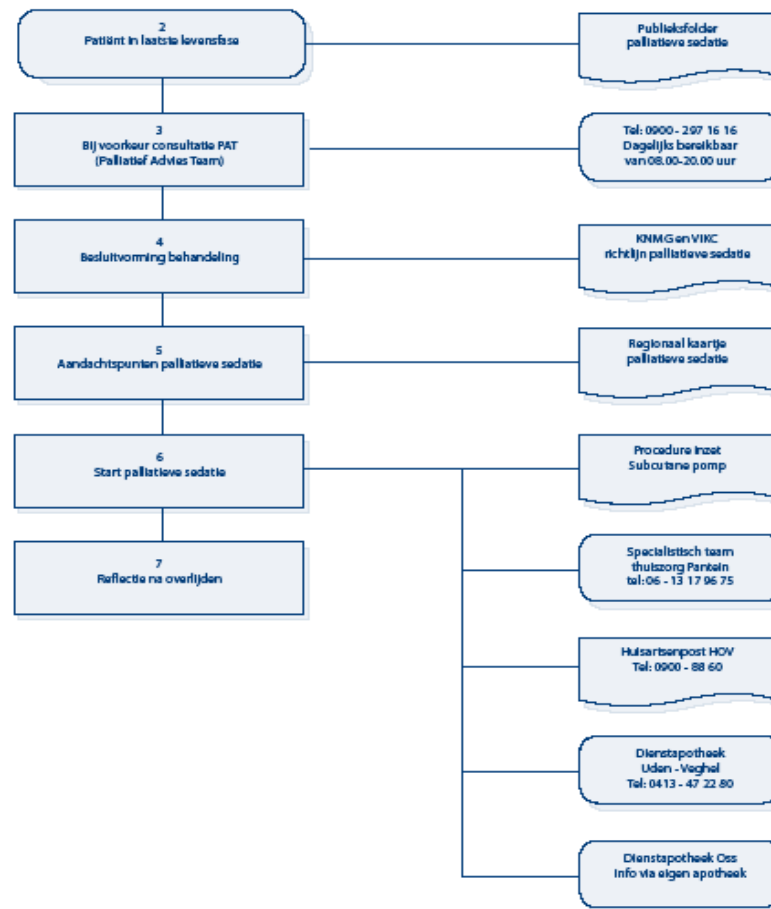 2
Patiënt in laatste levensfase
Publieksfolder
palliatieve sedatie
3
Bij voorkeur consultatie PAT
(Palliatief Advies Team)
Tel: 0900 - 297 16 16
Dagelijks bereikbaar
van 08.00-20.00 uur
4
Besluitvorming behandeling
KNMG en VIKC
richtlijn palliatieve sedatie
5
Aandachtspunten palliatieve sedatie
Regionaal kaartje
palliatieve sedatie
6
Start palliatieve sedatie
Procedure inzet
Subcutane pomp
7
Reflectie na overlijden
Specialistisch team
thuiszorg Pantein
tel: 06 - 13 17 96 75
Huisartsenpost HOV
Tel: 0900 - 88 60
Dienstapotheek
Uden - Veghel
Tel: 0413 - 47 22 80
Dienstapotheek Oss
Info via eigen apotheek